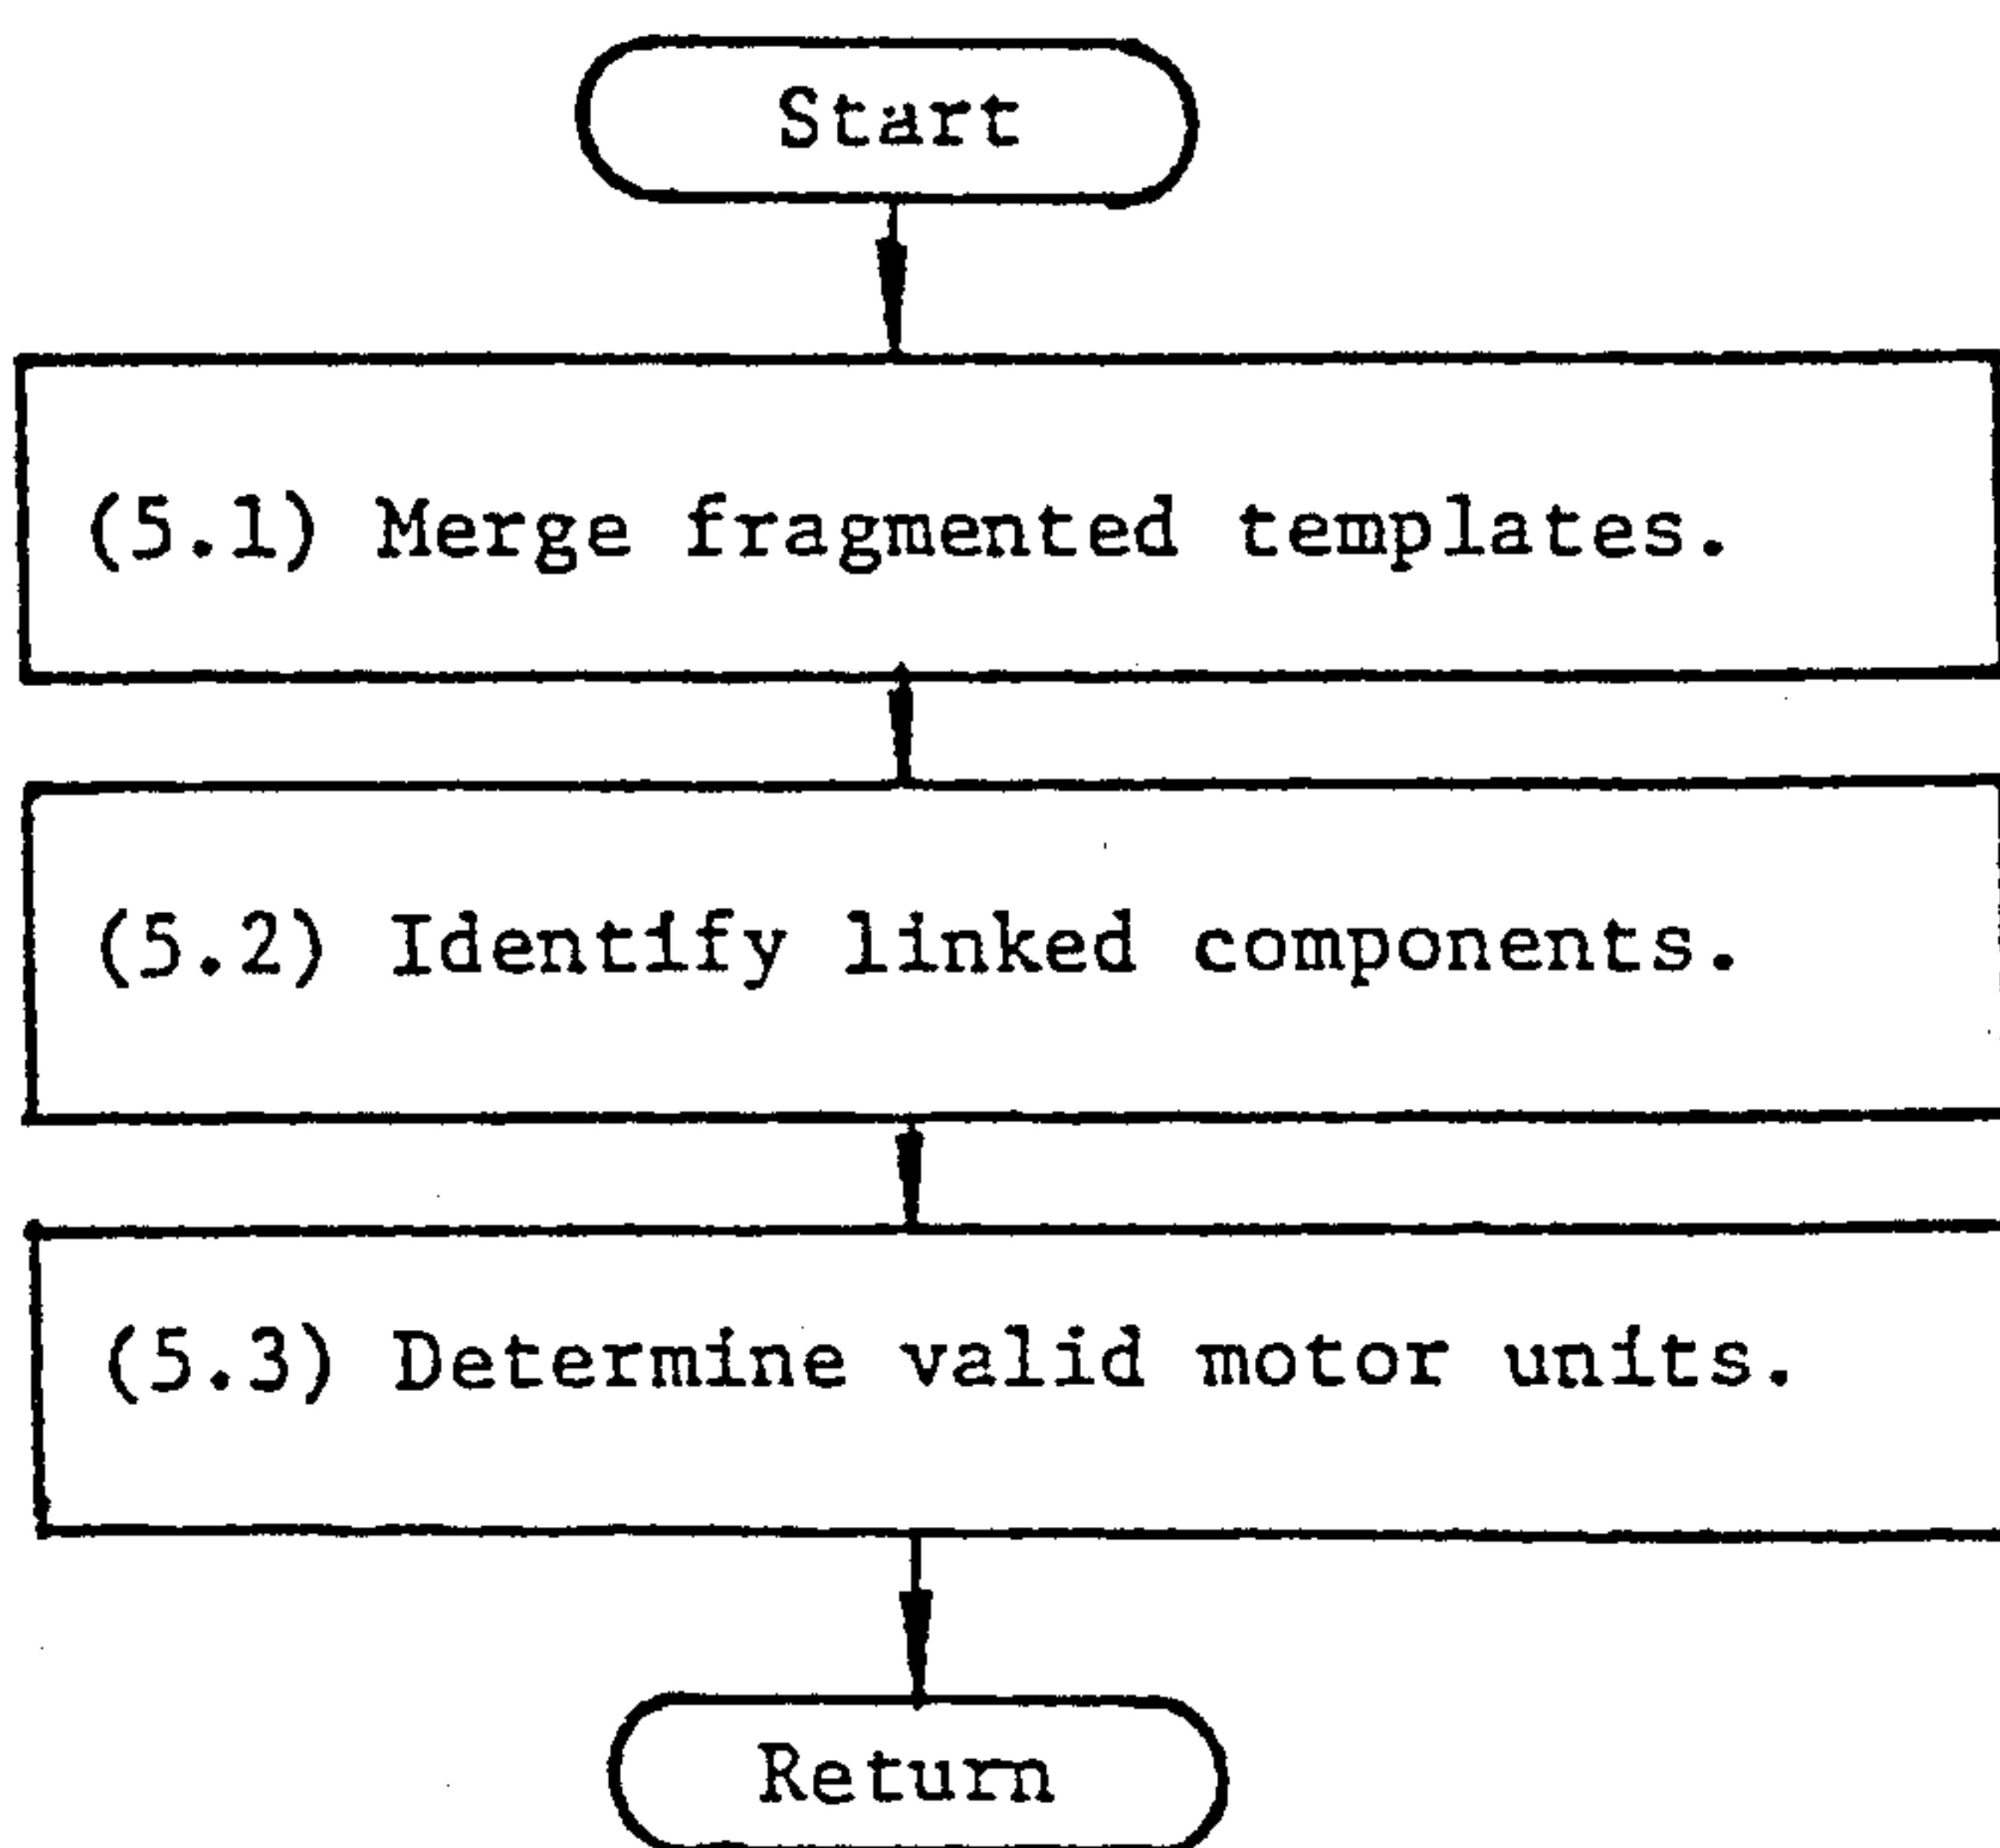 Start
(5.1) Merge fragmented templates.
(5.2) Identify linked components.
(5.3) Determine valid motor units.
Return